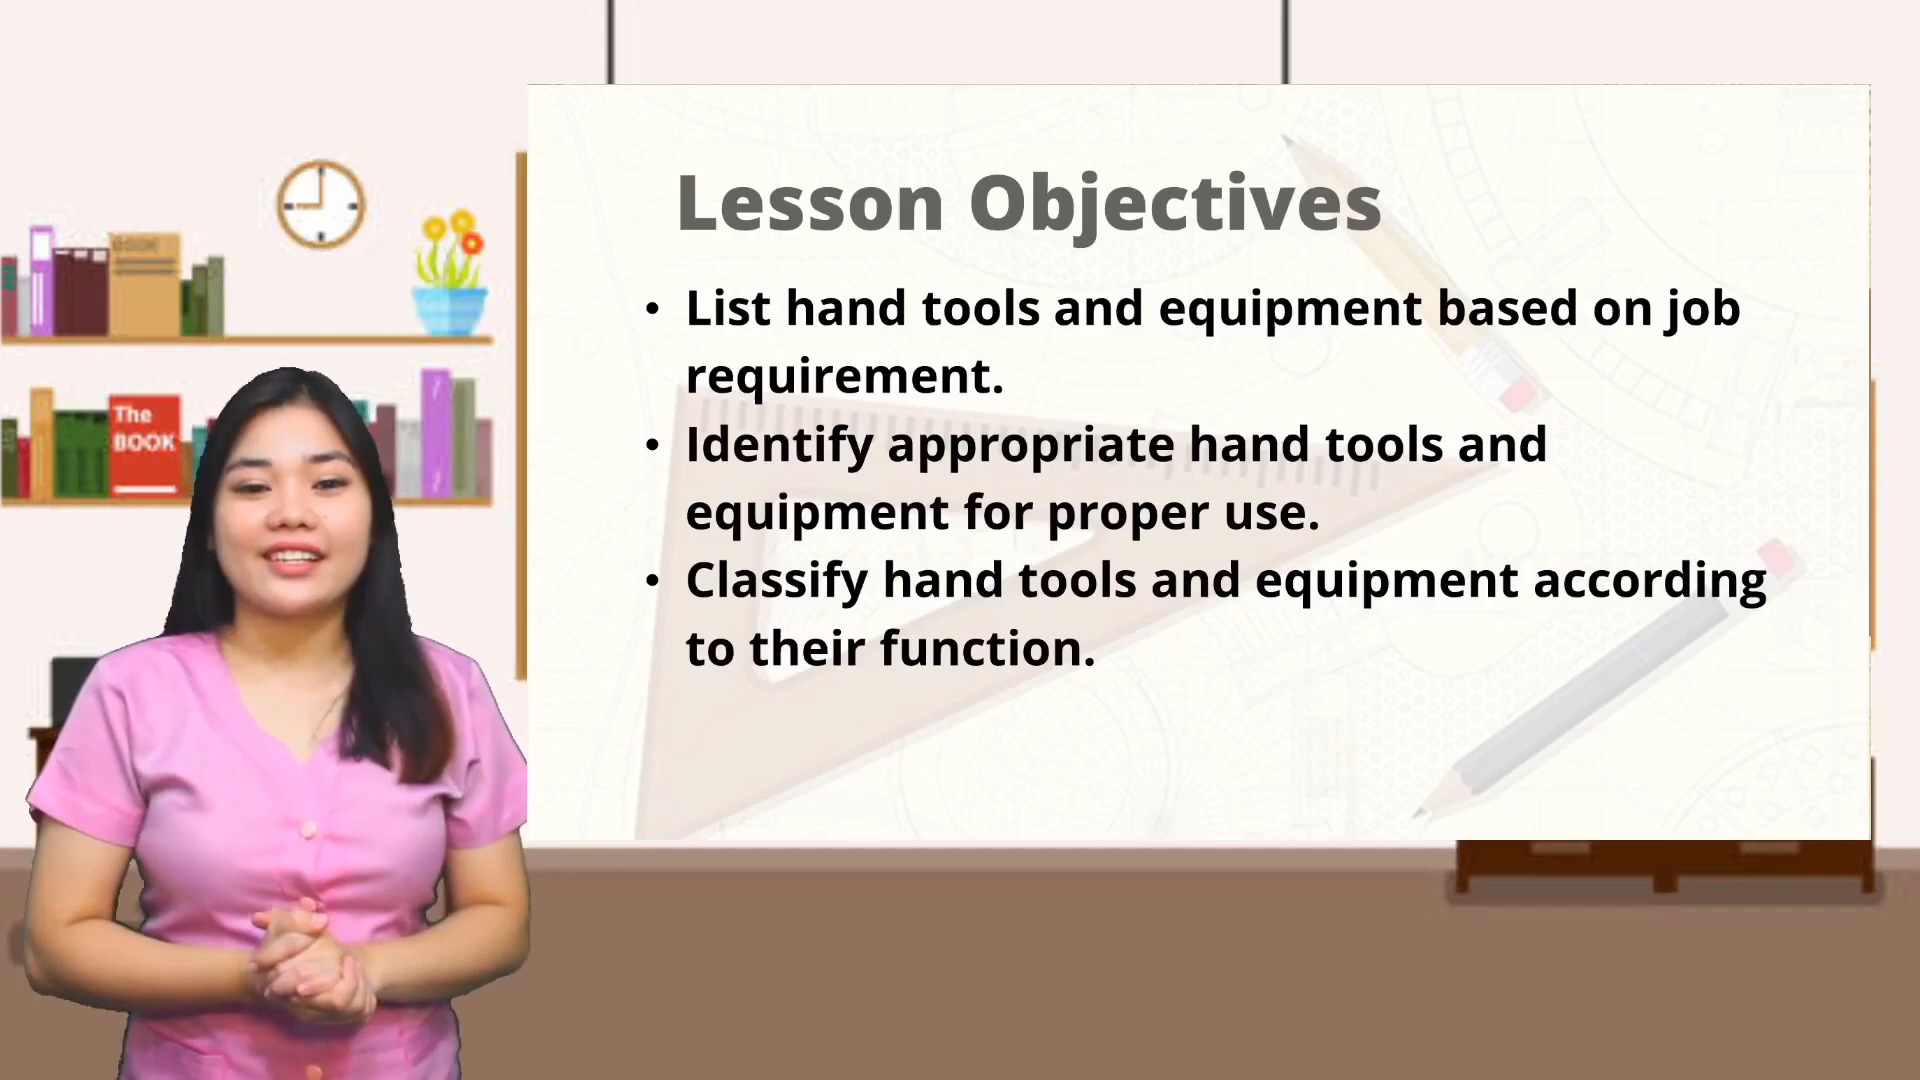 Lesson Objectives
• List hand tools and equipment based on job
requirement.
• Identify appropriate hand tools and
equipment for proper use.
• Classify hand tools and equipment according
to their function.
BOOK
The
BOOK